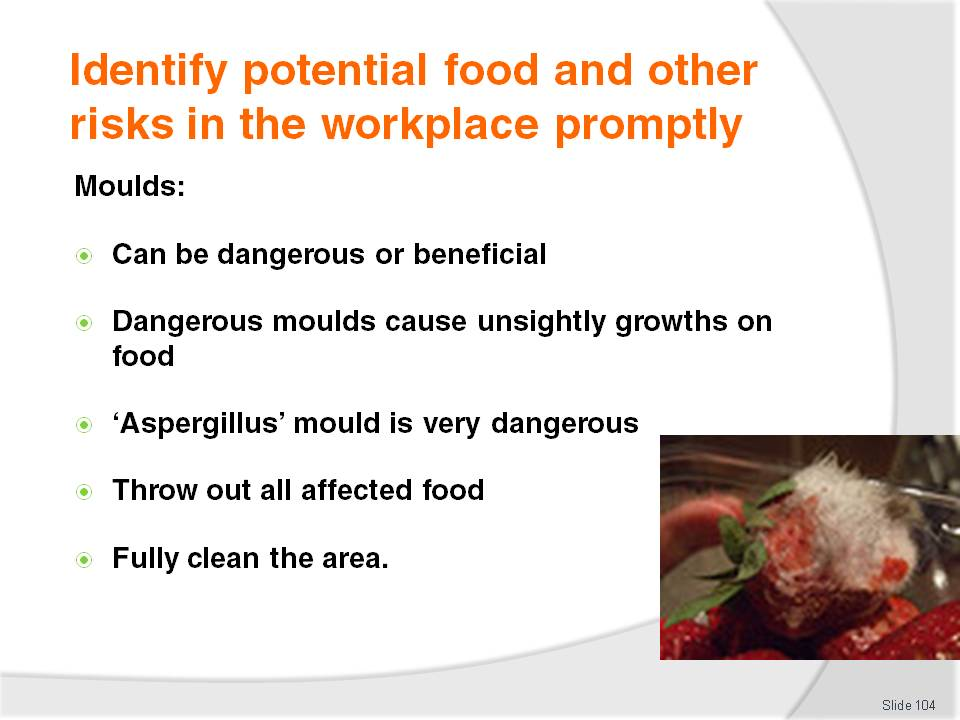 Identify potential food and other
risks in the workplace promptly
Moulds:
Can be dangerous or beneficial
Dangerous moulds cause unsightly growths on
food
‘Aspergillus’ mould is very dangerous
Throw out all affected food
Fully clean the area.
Slide 104